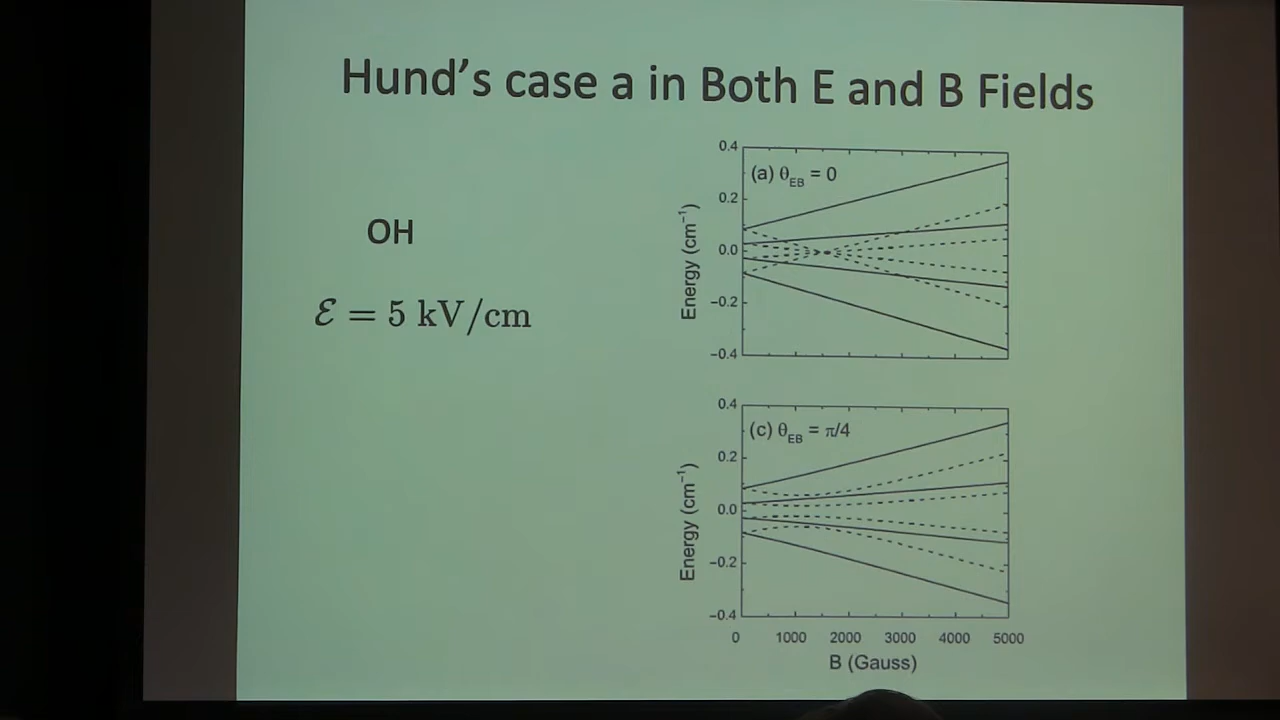 Hund's case a in Both E and B Fields
OH
ℰ = 5 kV/cm
0.4
0.2
0.0
−0.2
−0.4
Energy (cm⁻¹)
(a) θ_EB = 0
0.4
0.2
0.0
−0.2
−0.4
Energy (cm⁻¹)
(c) θ_EB = π/4
0 1000 2000 3000 4000 5000
B (Gauss)